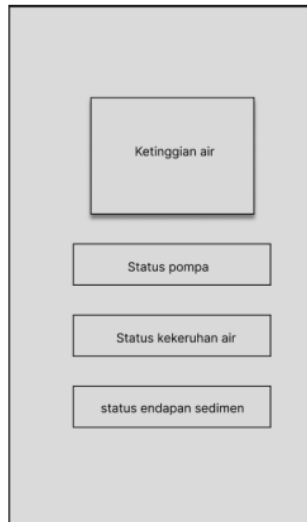 Ketinggian air
Status pompa
Status kekeruhan air
status endapan sedimen